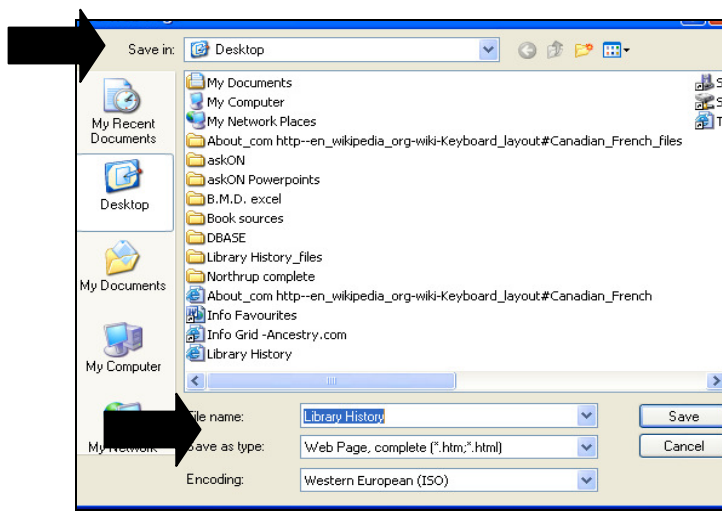 Save in: Desktop
My Recent Documents
Desktop
My Documents
My Computer
My Network
My Documents
My Computer
My Network Places
About_com http--en_wikipedia_org-wiki-Keyboard_layout#Canadian_French_files
askON
askON Powerpoints
B.M.D. excel
Book sources
DBASE
Library History_files
Northrup complete
About_com http--en_wikipedia_org-wiki-Keyboard_layout#Canadian_French
Info Favourites
Info Grid -Ancestry.com
Library History
S
S
T
File name: Library History Save
Save as type: Web Page, complete (*.htm;*.html) Cancel
Encoding: Western European (ISO)